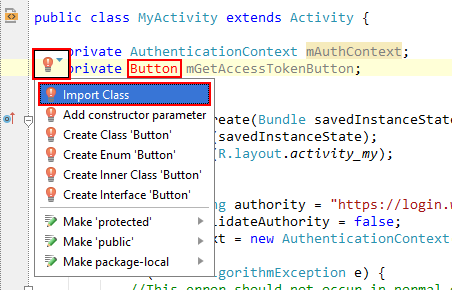 public class MyActivity extends Activity {
private AuthenticationContext mAuthContext;
private Button mGetAccessTokenButton;
Import Class
Add constructor parameter
Create Class 'Button'
Create Enum 'Button'
Create Inner Class 'Button'
Create Interface 'Button'
Make 'protected'
Make 'public'
Make package-local
create(Bundle savedInstanceStat
(savedInstanceState);
(R.layout.activity_my);
ng authority = "https://login.
lidateAuthority = false;
xt = new AuthenticationContext
gorithmException e) {
//This error should not occur in normal